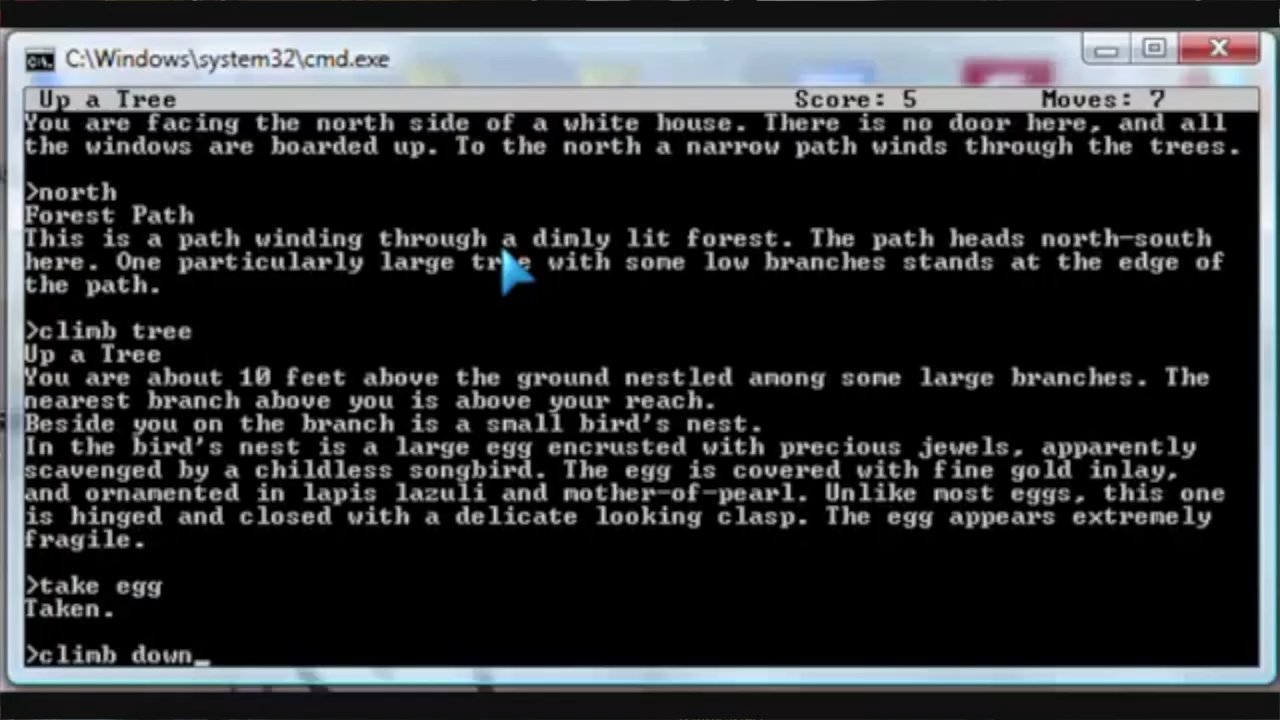 C:\Windows\system32\cmd.exe
Up a Tree Score: 5 Moves: 7
You are facing the north side of a white house. There is no door here, and all
the windows are boarded up. To the north a narrow path winds through the trees.
>north
Forest Path
This is a path winding through a dimly lit forest. The path heads north-south
here. One particularly large tree with some low branches stands at the edge of
the path.
>climb tree
Up a Tree
You are about 10 feet above the ground nestled among some large branches. The
nearest branch above you is above your reach.
Beside you on the branch is a small bird's nest.
In the bird's nest is a large egg encrusted with precious jewels, apparently
scavenged by a childless songbird. The egg is covered with fine gold inlay,
and ornamented in lapis lazuli and mother-of-pearl. Unlike most eggs, this one
is hinged and closed with a delicate looking clasp. The egg appears extremely
fragile.
>take egg
Taken.
>climb down_